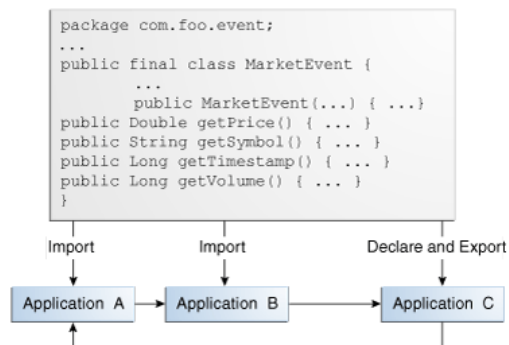 package com.foo.event;
...
public final class MarketEvent {
...
public MarketEvent(...) { ...}
public Double getPrice() { ... }
public String getSymbol() { ... }
public Long getTimestamp() { ... }
public Long getVolume() { ... }
}
Import Import Declare and Export
Application A Application B Application C